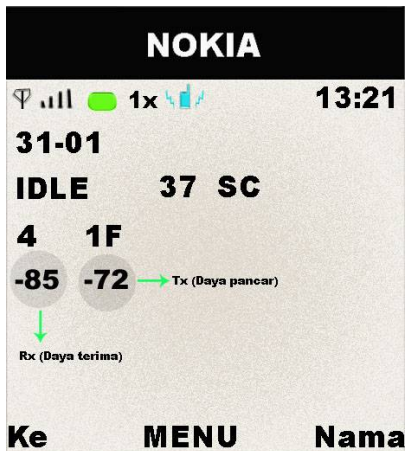 NOKIA
1x 13:21
31-01
IDLE 37 SC
4 1F
-85 -72 Tx (Daya pancar)
Rx (Daya terima)
Ke MENU Nama